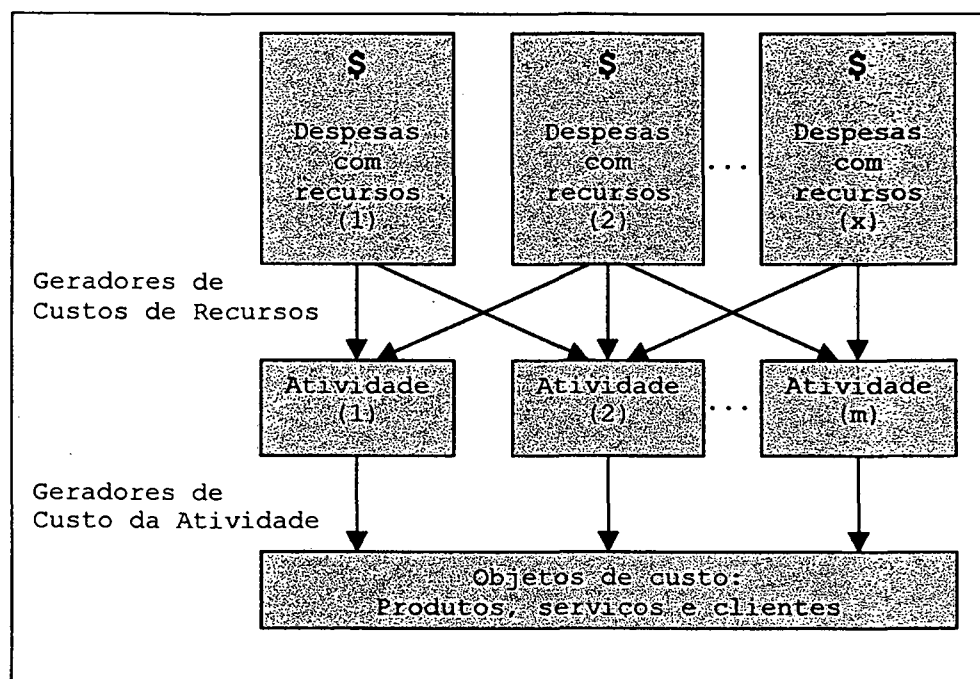 $
Despesas
com
recursos
(1)
$
Despesas
com
recursos
(2)
...
$
Despesas
com
recursos
(x)
Geradores de
Custos de Recursos
Atividade
(1)
Atividade
(2)
...
Atividade
(m)
Geradores de
Custo da Atividade
Objetos de custo:
Produtos, serviços e clientes